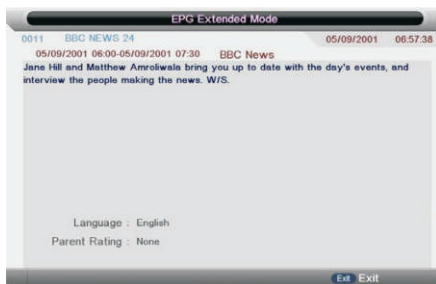 EPG Extended Mode
0011 BBC NEWS 24 05/09/2001 06:57:38
05/09/2001 06:00-05/09/2001 07:30 BBC News
Jane Hill and Matthew Amroliwala bring you up to date with the day's events, and
interview the people making the news. W/S.
Language : English
Parent Rating : None
Exit Exit